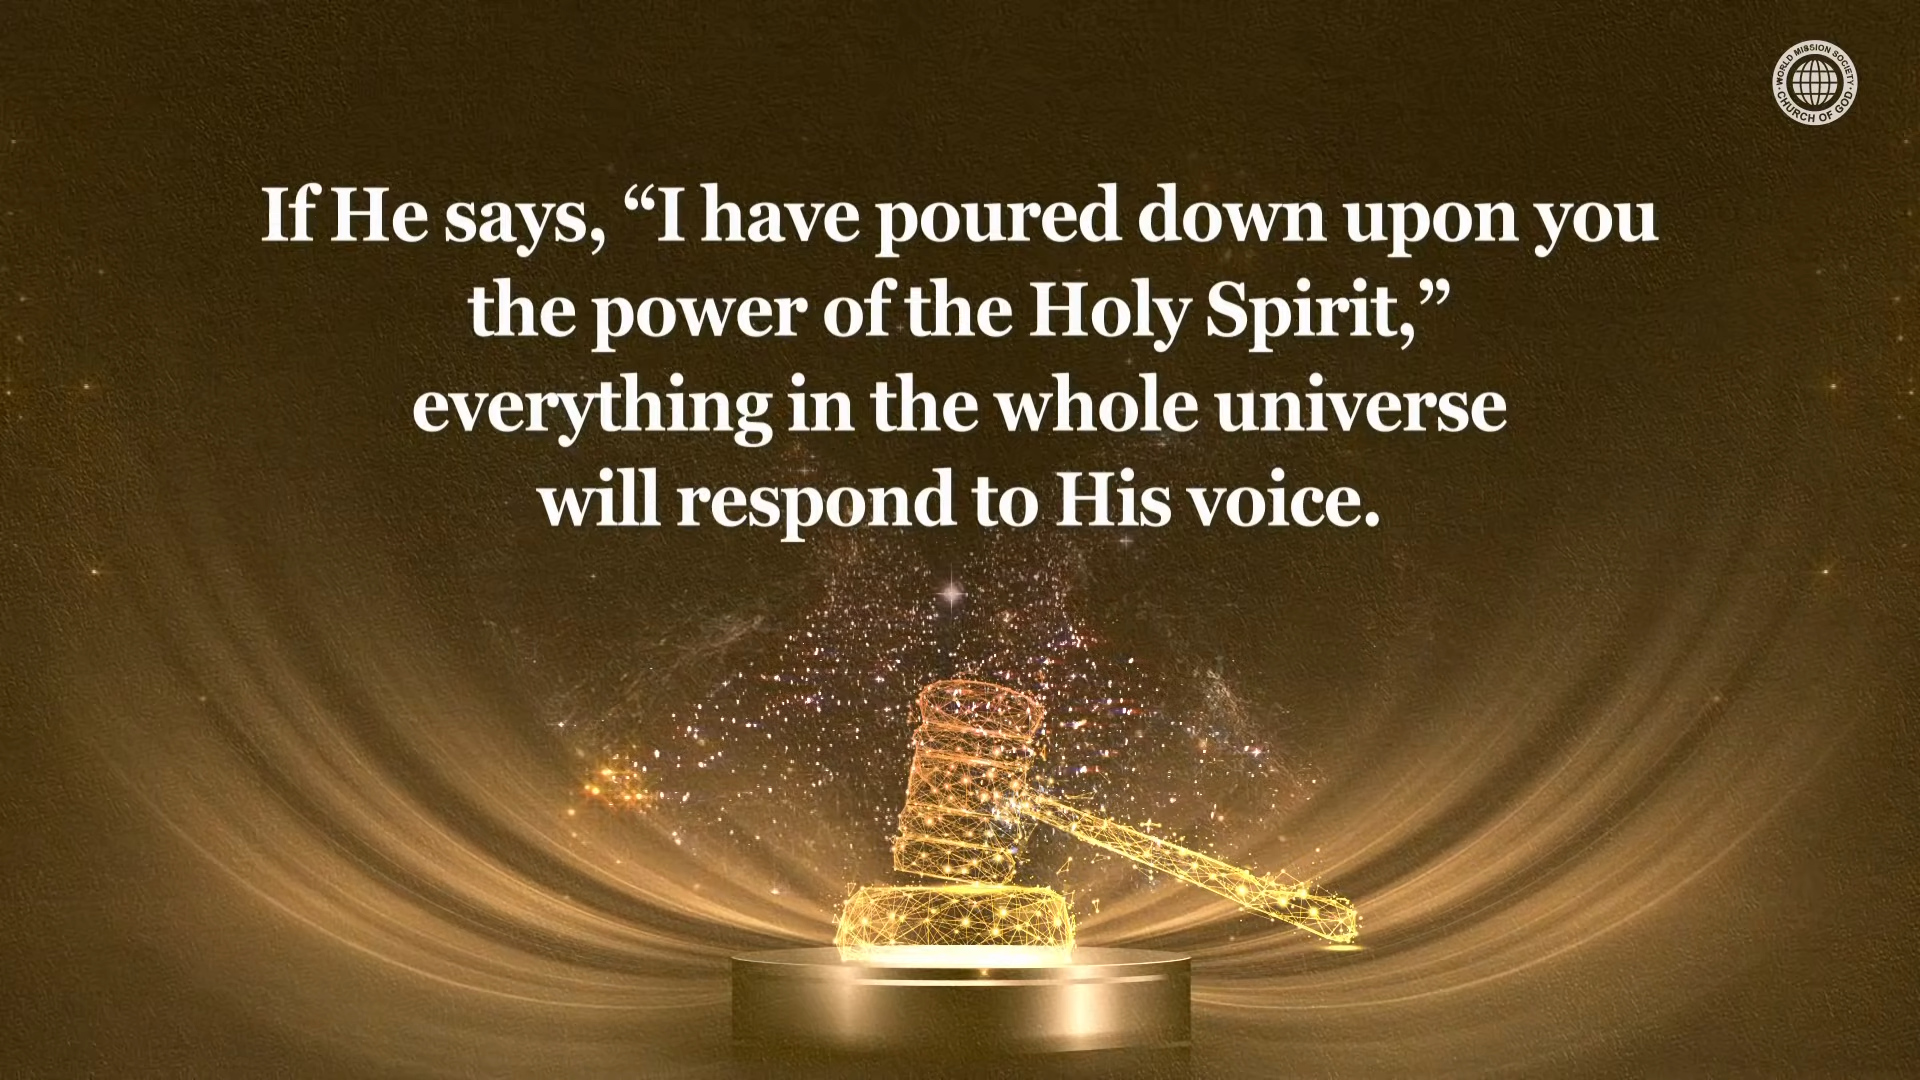 WORLD MISSION SOCIETY
CHURCH OF GOD
If He says, “I have poured down upon you
the power of the Holy Spirit,”
everything in the whole universe
will respond to His voice.